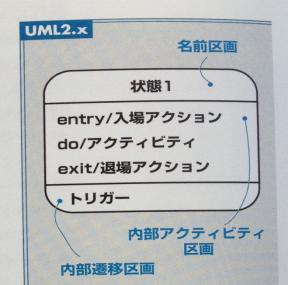 UML2.x
名前区画
状態1
entry/入場アクション
do/アクティビティ
exit/退場アクション
トリガー
内部アクティビティ
区画
内部遷移区画